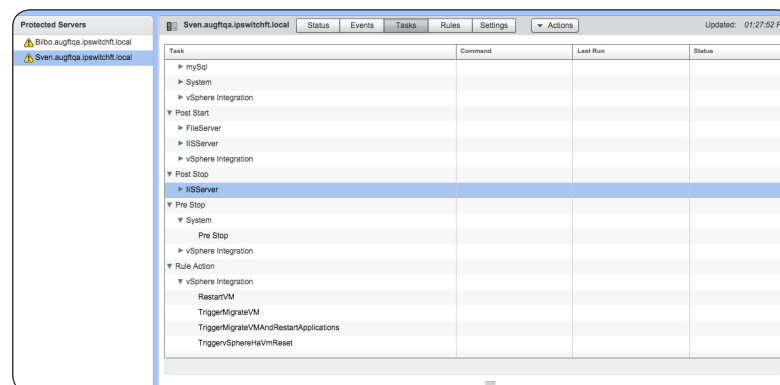 Protected Servers
Bilbo.augftqa.ipswitchft.local
Sven.augftqa.ipswitchft.local
Sven.augftqa.ipswitchft.local Status Events Tasks Rules Settings Actions Updated: 01:27:52 P
Task Command Last Run Status
mySql
System
vSphere Integration
Post Start
FileServer
IISServer
vSphere Integration
Post Stop
IISServer
Pre Stop
System
Pre Stop
vSphere Integration
Rule Action
vSphere Integration
RestartVM
TriggerMigrateVM
TriggerMigrateVMAndRestartApplications
TriggervSphereHaVmReset